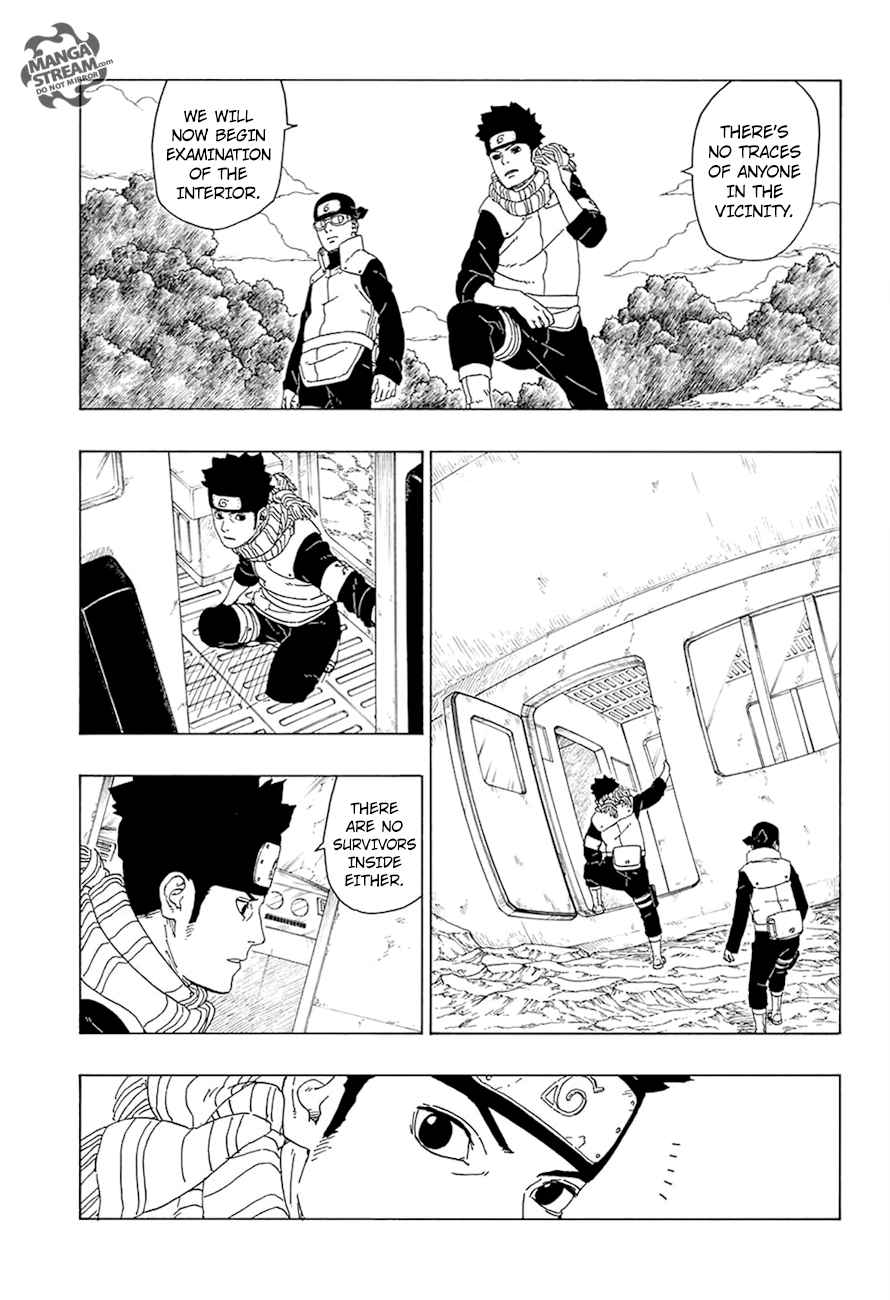 MANGA
STREAM.com
DO NOT MIRROR
THERE'S
NO TRACES
OF ANYONE
IN THE
VICINITY.
WE WILL
NOW BEGIN
EXAMINATION
OF THE
INTERIOR.
THERE
ARE NO
SURVIVORS
INSIDE
EITHER.